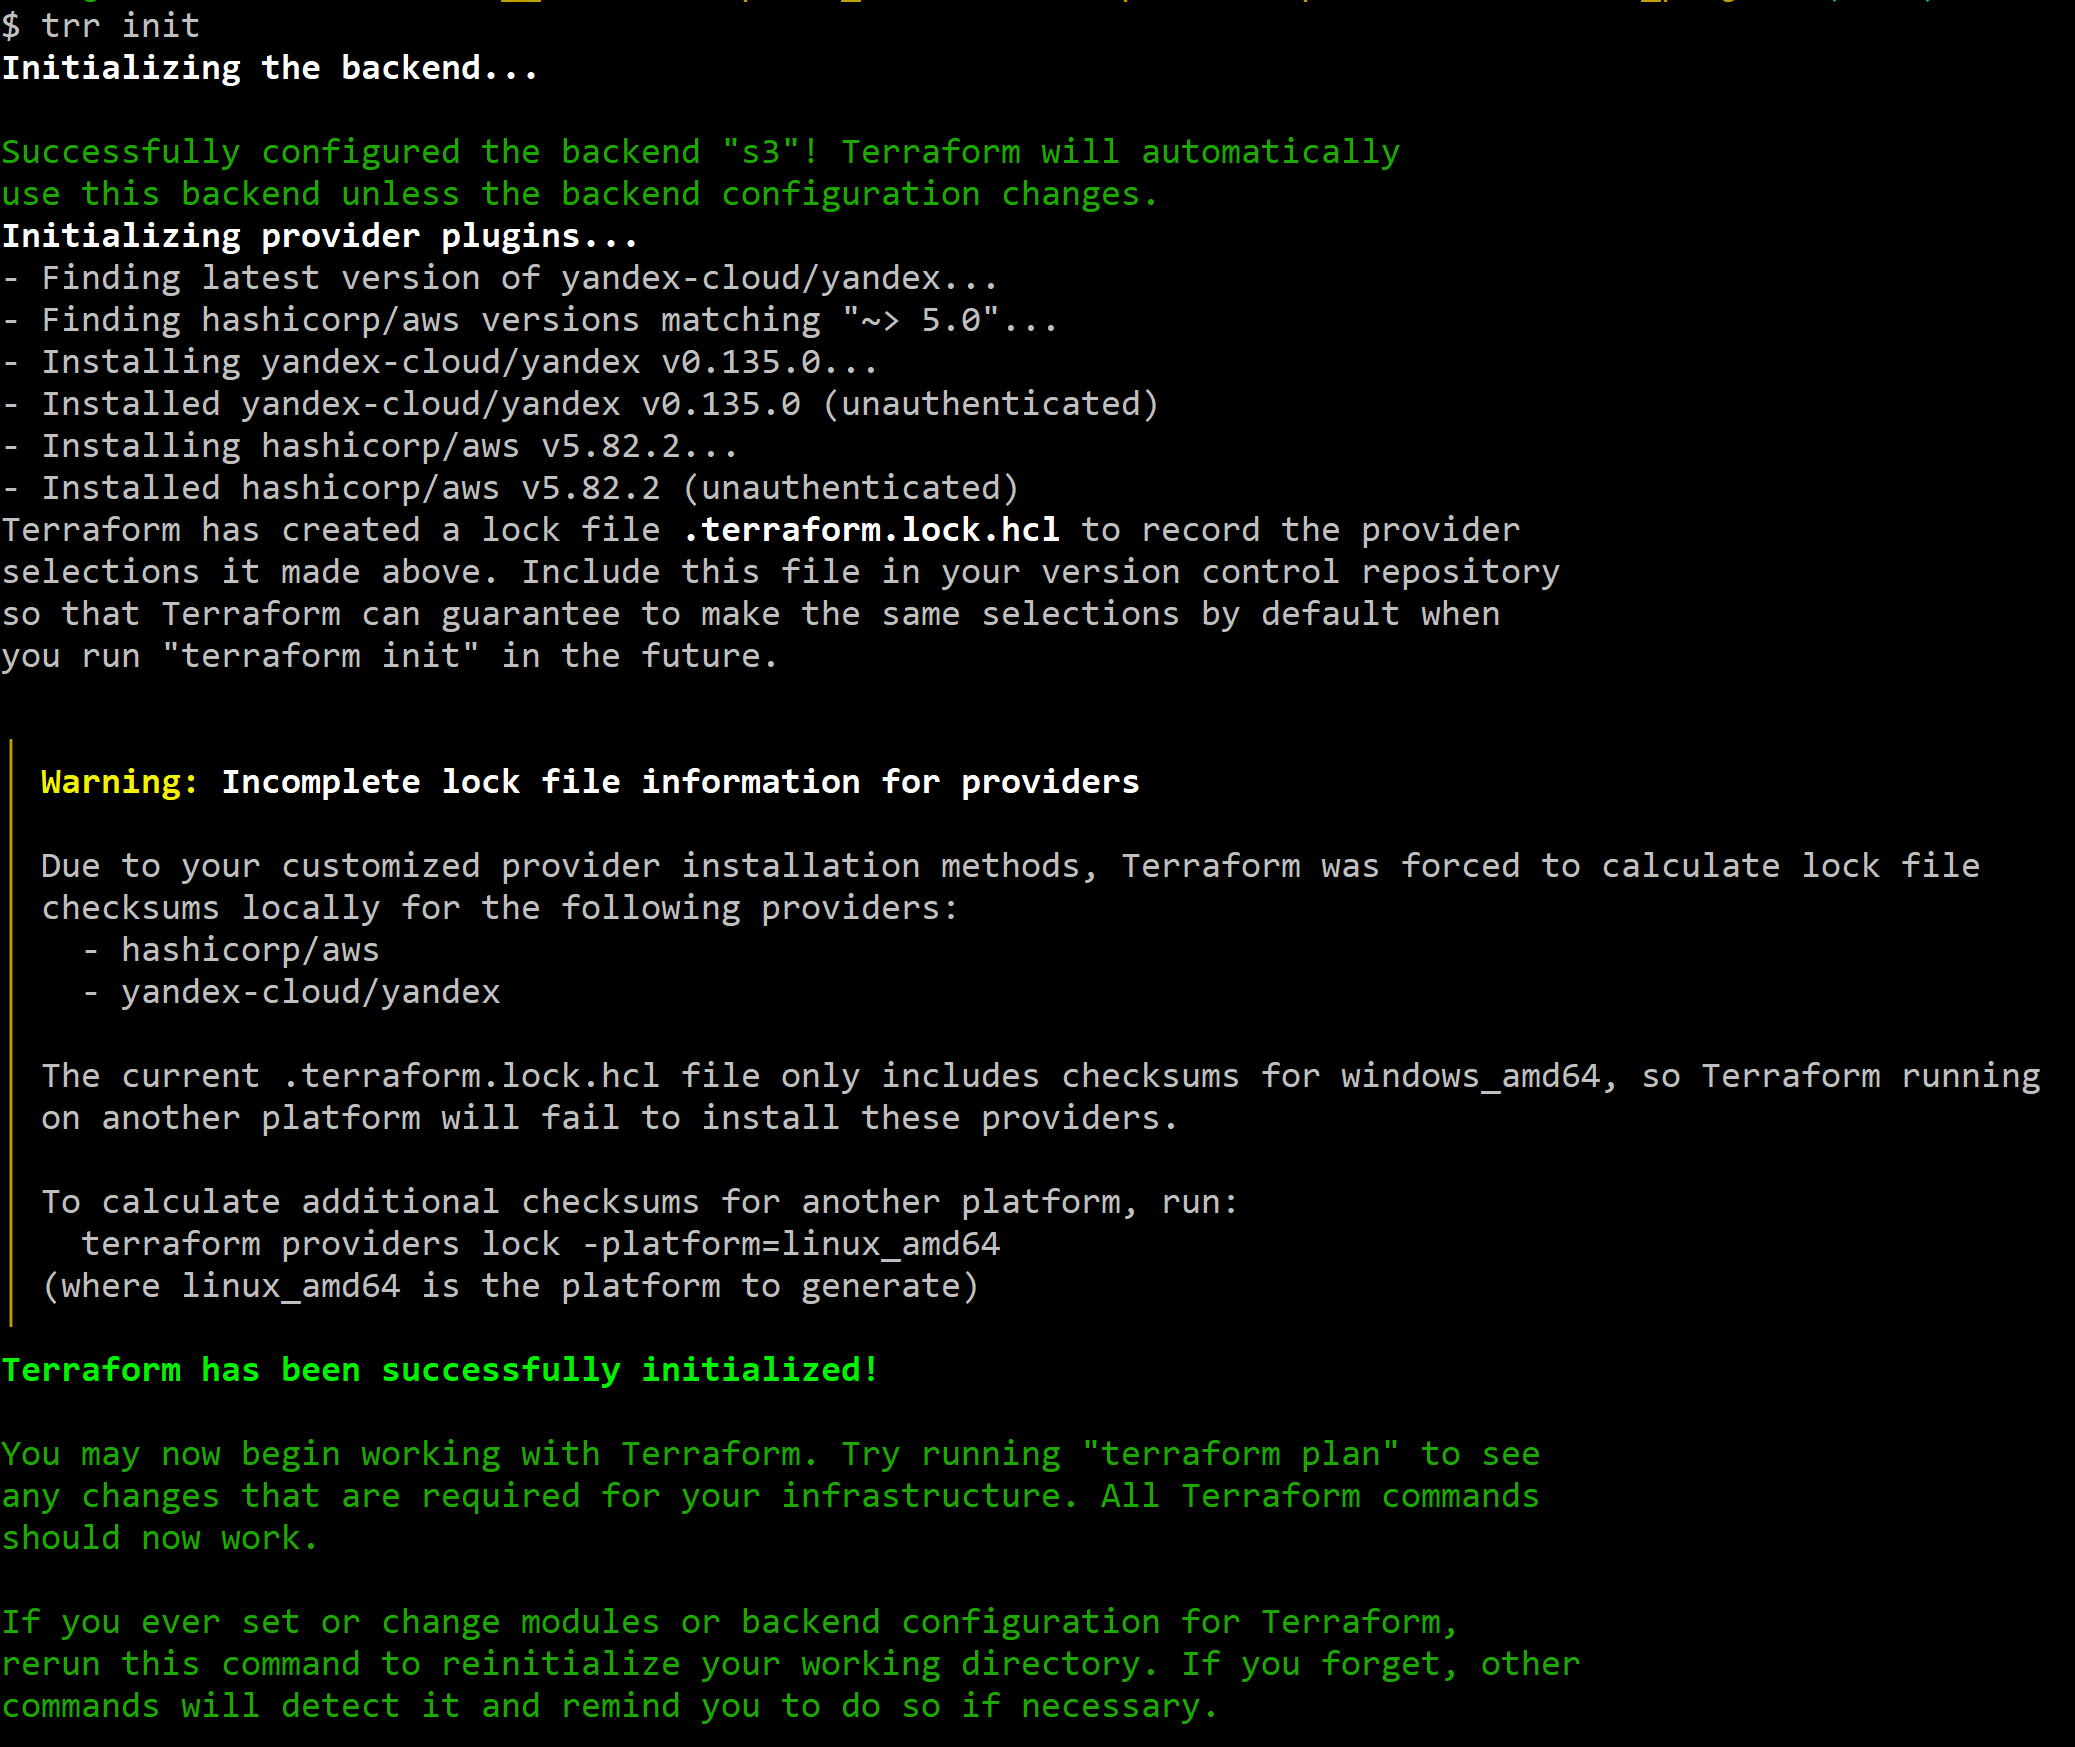 $ trr init
Initializing the backend...
Successfully configured the backend "s3"! Terraform will automatically
use this backend unless the backend configuration changes.
Initializing provider plugins...
- Finding latest version of yandex-cloud/yandex...
- Finding hashicorp/aws versions matching "~> 5.0"...
- Installing yandex-cloud/yandex v0.135.0...
- Installed yandex-cloud/yandex v0.135.0 (unauthenticated)
- Installing hashicorp/aws v5.82.2...
- Installed hashicorp/aws v5.82.2 (unauthenticated)
Terraform has created a lock file .terraform.lock.hcl to record the provider
selections it made above. Include this file in your version control repository
so that Terraform can guarantee to make the same selections by default when
you run "terraform init" in the future.
Warning: Incomplete lock file information for providers
Due to your customized provider installation methods, Terraform was forced to calculate lock file
checksums locally for the following providers:
- hashicorp/aws
- yandex-cloud/yandex
The current .terraform.lock.hcl file only includes checksums for windows_amd64, so Terraform running
on another platform will fail to install these providers.
To calculate additional checksums for another platform, run:
terraform providers lock -platform=linux_amd64
(where linux_amd64 is the platform to generate)
Terraform has been successfully initialized!
You may now begin working with Terraform. Try running "terraform plan" to see
any changes that are required for your infrastructure. All Terraform commands
should now work.
If you ever set or change modules or backend configuration for Terraform,
rerun this command to reinitialize your working directory. If you forget, other
commands will detect it and remind you to do so if necessary.